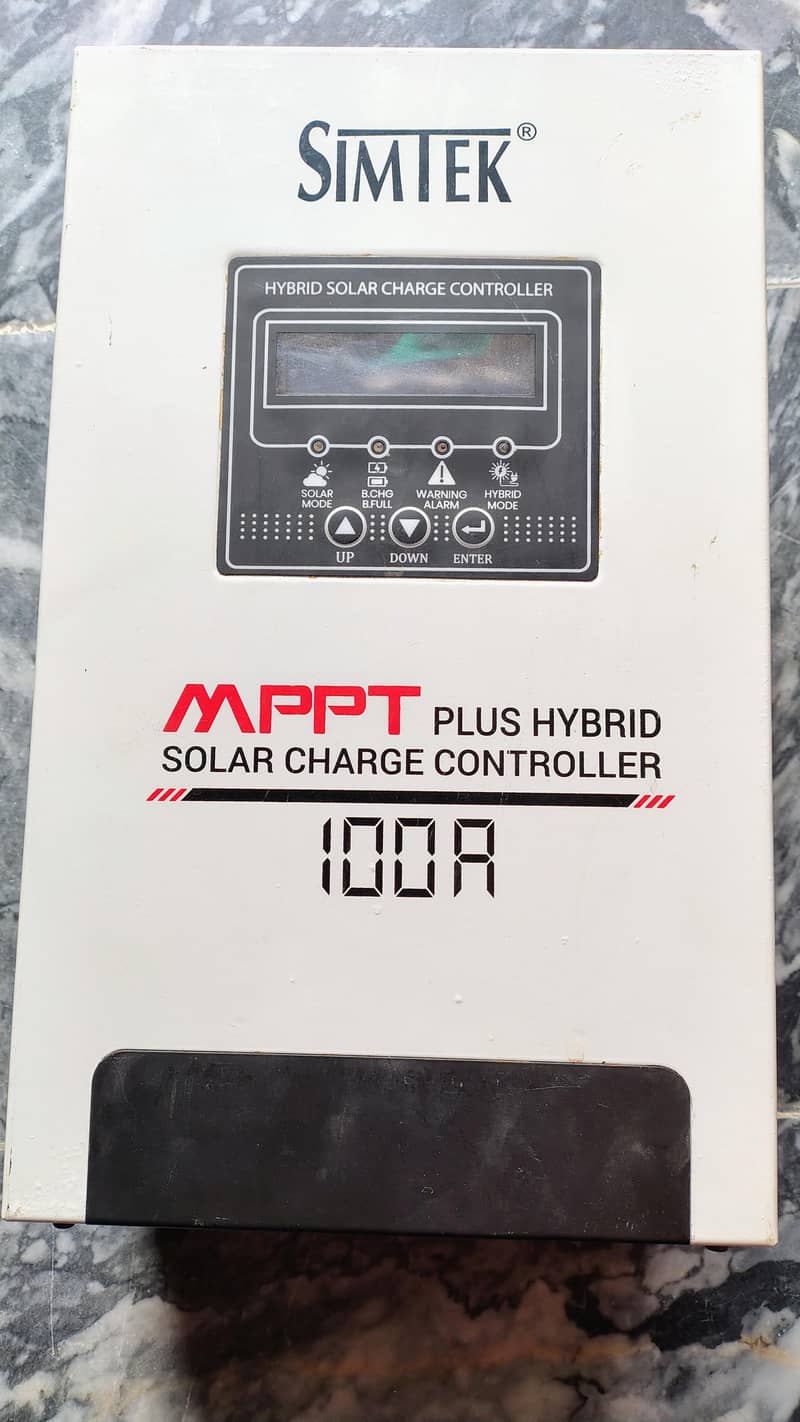 SIMTEK®
HYBRID SOLAR CHARGE CONTROLLER
SOLAR MODE
B.CHG B.FULL
WARNING ALARM
HYBRID MODE
UP
DOWN
ENTER
MPPT PLUS HYBRID
SOLAR CHARGE CONTROLLER
100A